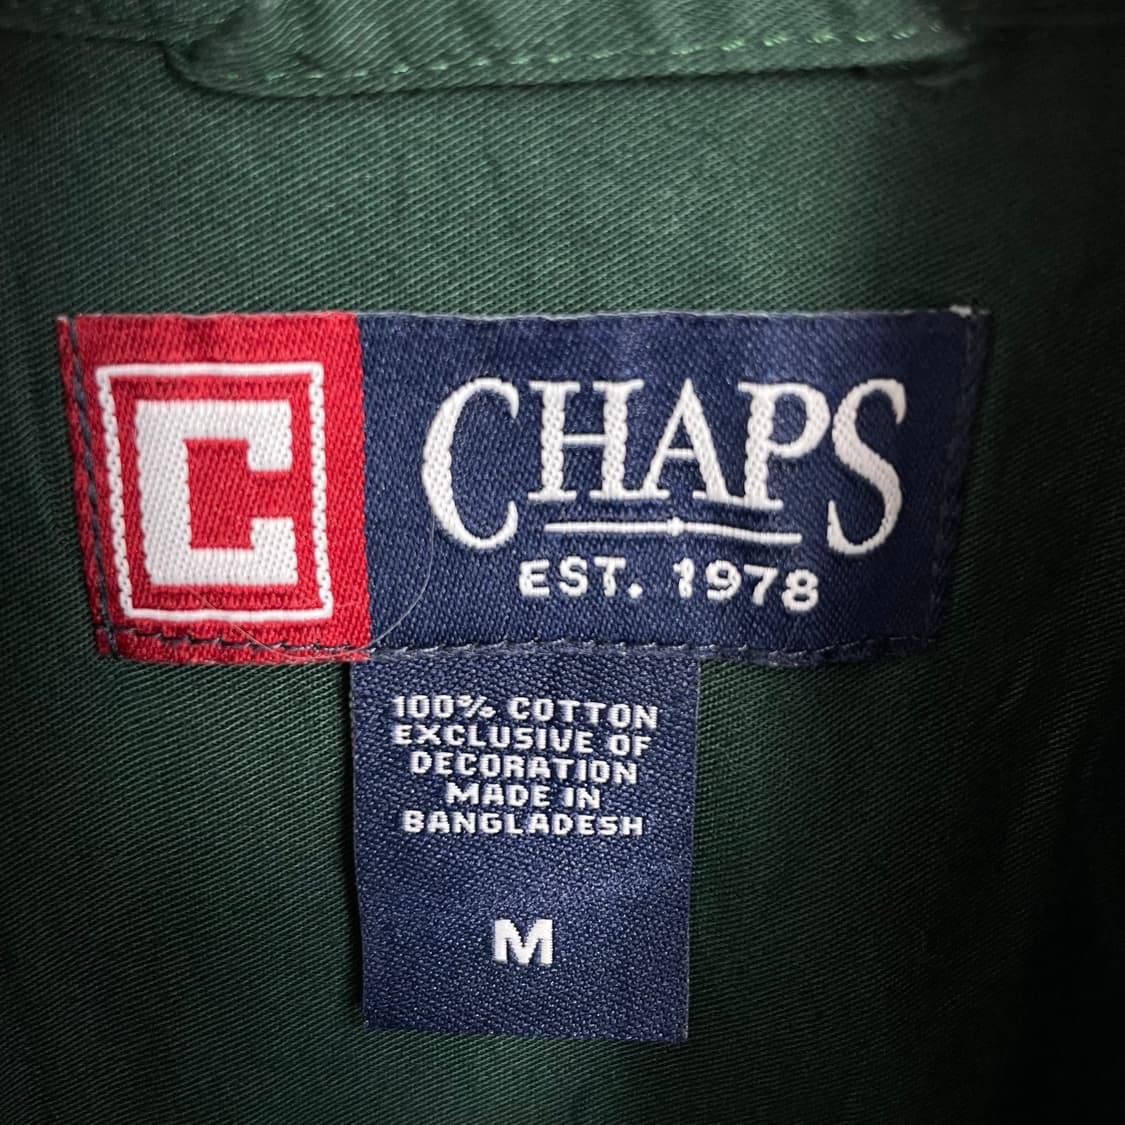 C
CHAPS
EST. 1978
100% COTTON
EXCLUSIVE OF
DECORATION
MADE IN
BANGLADESH
M